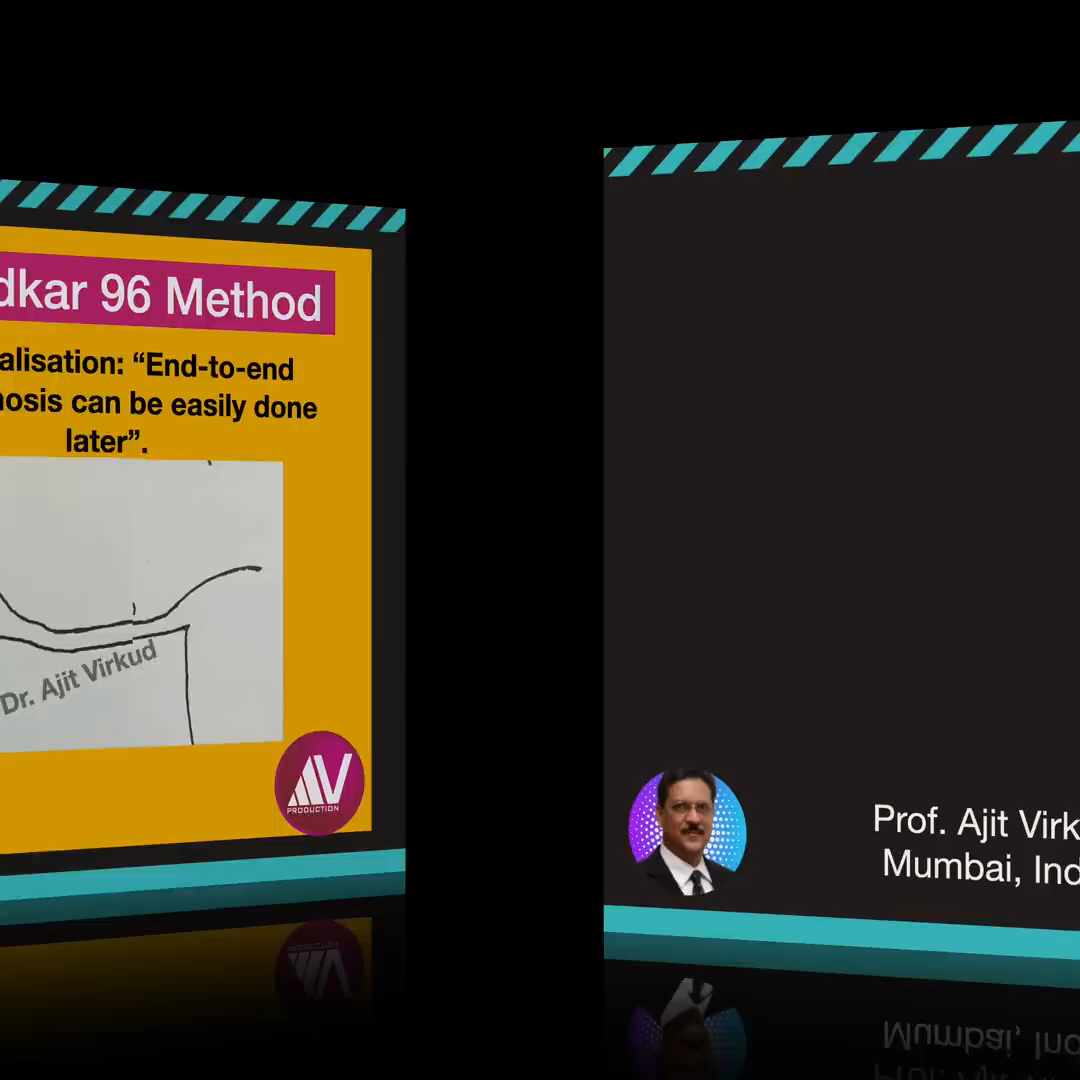 dkar 96 Method
alisation: “End-to-end
nosis can be easily done
later”.
Dr. Ajit Virkud
AV
PRODUCTION
Prof. Ajit Virk
Mumbai, Ind